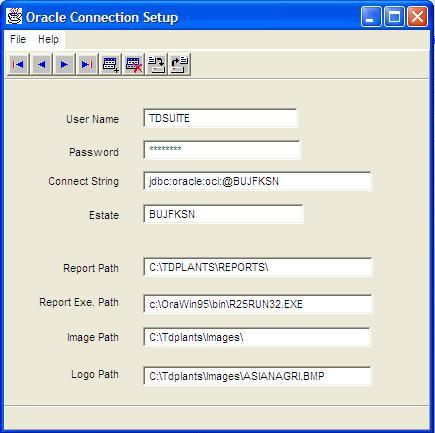 Oracle Connection Setup
File Help
User Name TDSUITE
Password ********
Connect String jdbc:oracle:oci:@BUJFKSN
Estate BUJFKSN
Report Path C:\TDPLANTS\REPORTS\
Report Exe. Path c:\OraWin95\bin\R25RUN32.EXE
Image Path C:\Tdplants\Images\
Logo Path C:\Tdplants\Images\ASIANAGRI.BMP